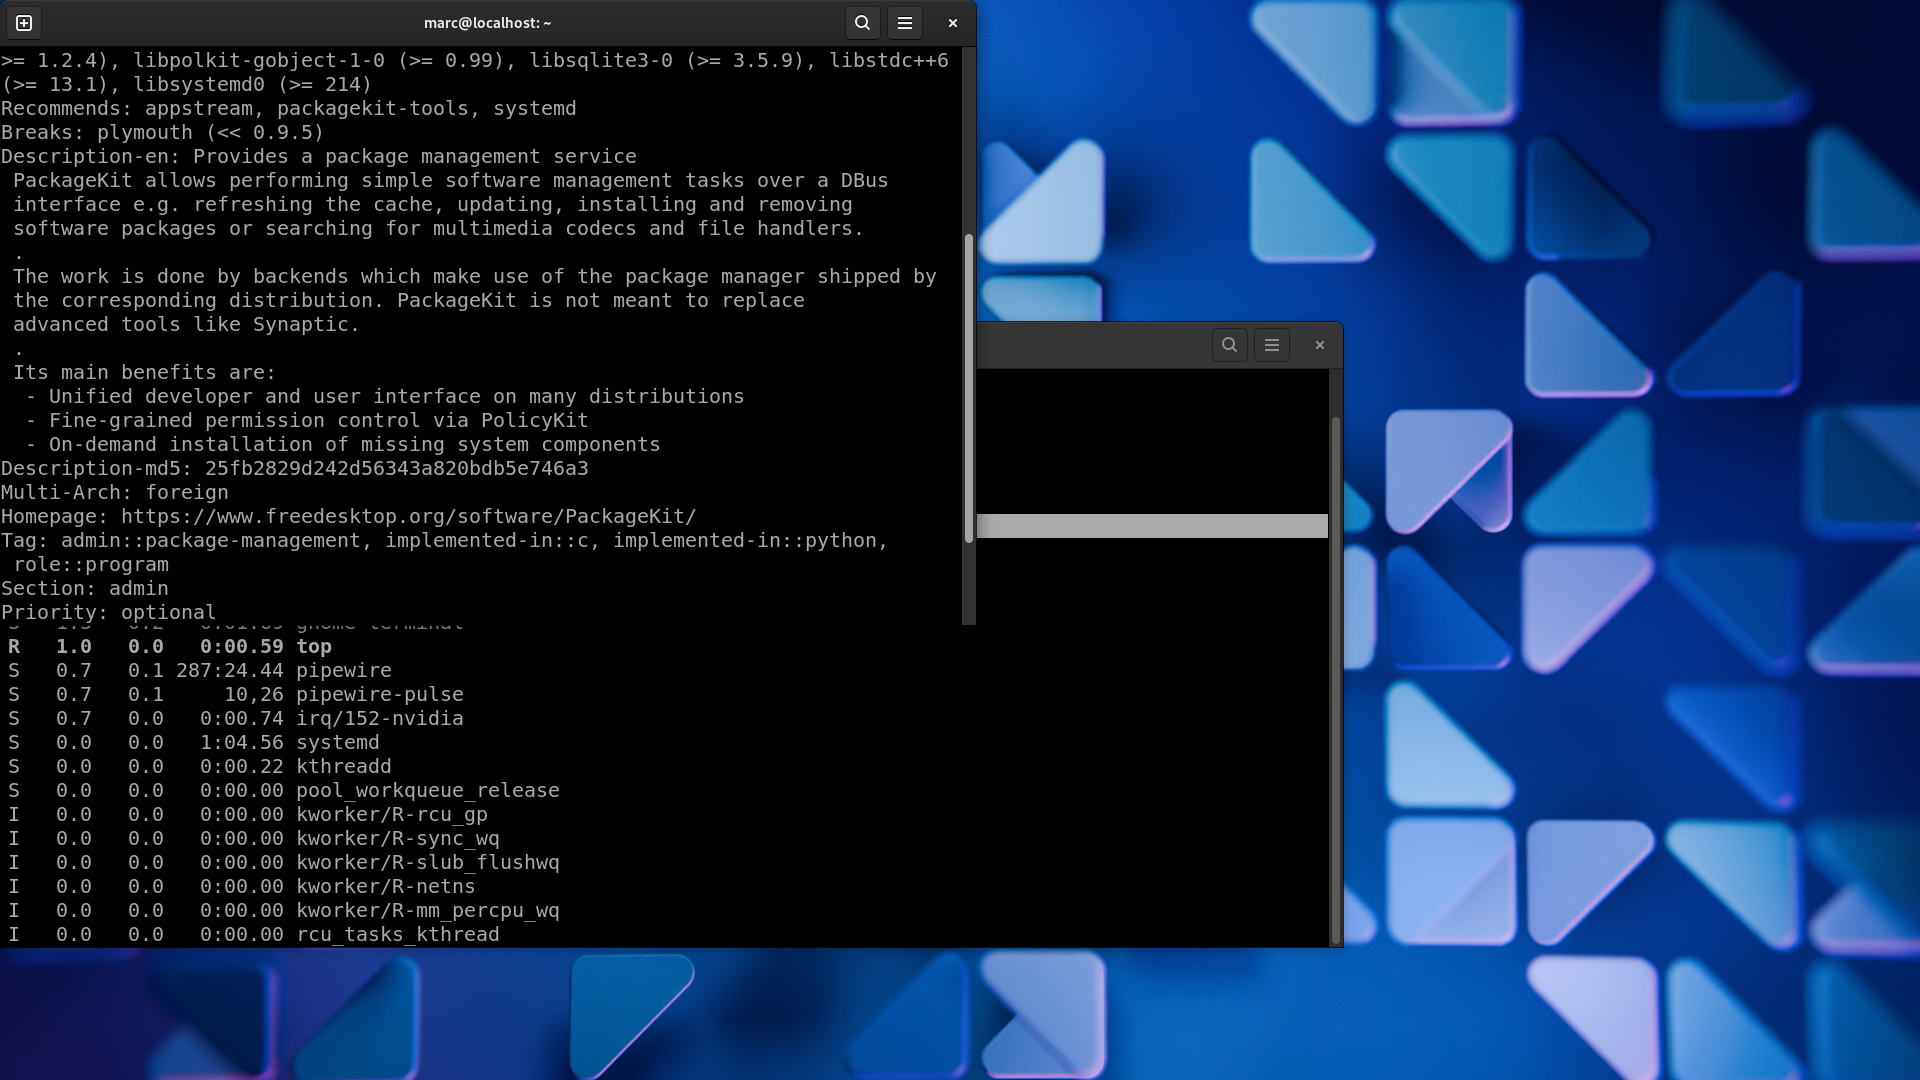 marc@localhost: ~
>= 1.2.4), libpolkit-gobject-1-0 (>= 0.99), libsqlite3-0 (>= 3.5.9), libstdc++6
(>= 13.1), libsystemd0 (>= 214)
Recommends: appstream, packagekit-tools, systemd
Breaks: plymouth (<< 0.9.5)
Description-en: Provides a package management service
 PackageKit allows performing simple software management tasks over a DBus
 interface e.g. refreshing the cache, updating, installing and removing
 software packages or searching for multimedia codecs and file handlers.
 .
 The work is done by backends which make use of the package manager shipped by
 the corresponding distribution. PackageKit is not meant to replace
 advanced tools like Synaptic.
 .
 Its main benefits are:
  - Unified developer and user interface on many distributions
  - Fine-grained permission control via PolicyKit
  - On-demand installation of missing system components
Description-md5: 25fb2829d242d56343a820bdb5e746a3
Multi-Arch: foreign
Homepage: https://www.freedesktop.org/software/PackageKit/
Tag: admin::package-management, implemented-in::c, implemented-in::python,
 role::program
Section: admin
Priority: optional
R 1.0 0.0 0:00.59 top
S 0.7 0.1 287:24.44 pipewire
S 0.7 0.1 10,26 pipewire-pulse
S 0.7 0.0 0:00.74 irq/152-nvidia
S 0.0 0.0 1:04.56 systemd
S 0.0 0.0 0:00.22 kthreadd
S 0.0 0.0 0:00.00 pool_workqueue_release
I 0.0 0.0 0:00.00 kworker/R-rcu_gp
I 0.0 0.0 0:00.00 kworker/R-sync_wq
I 0.0 0.0 0:00.00 kworker/R-slub_flushwq
I 0.0 0.0 0:00.00 kworker/R-netns
I 0.0 0.0 0:00.00 kworker/R-mm_percpu_wq
I 0.0 0.0 0:00.00 rcu_tasks_kthread